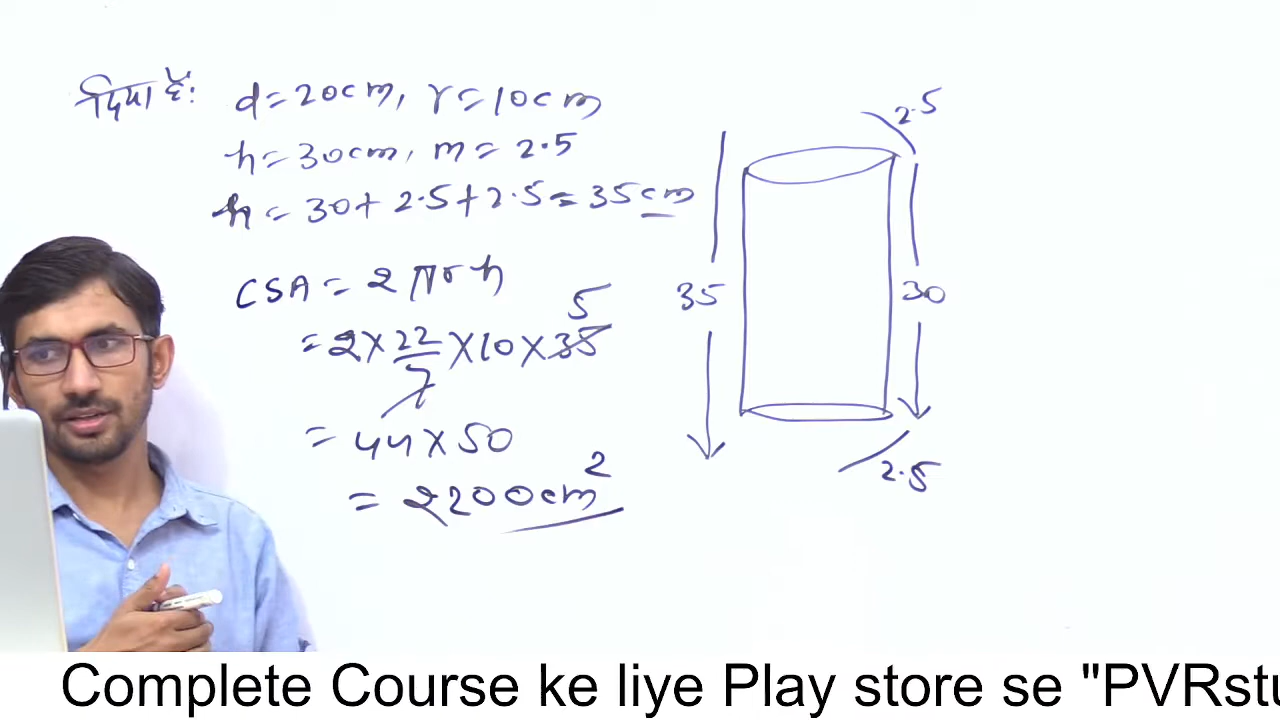 दिया है: d=20cm, r=10cm
h=30cm, m=2.5
h=30+2.5+2.5=35cm
CSA=2πrh
5
=2×22/7×10×35
=44×50
=2200cm²
2.5
35
30
2.5
Complete Course ke liye Play store se "PVRstu